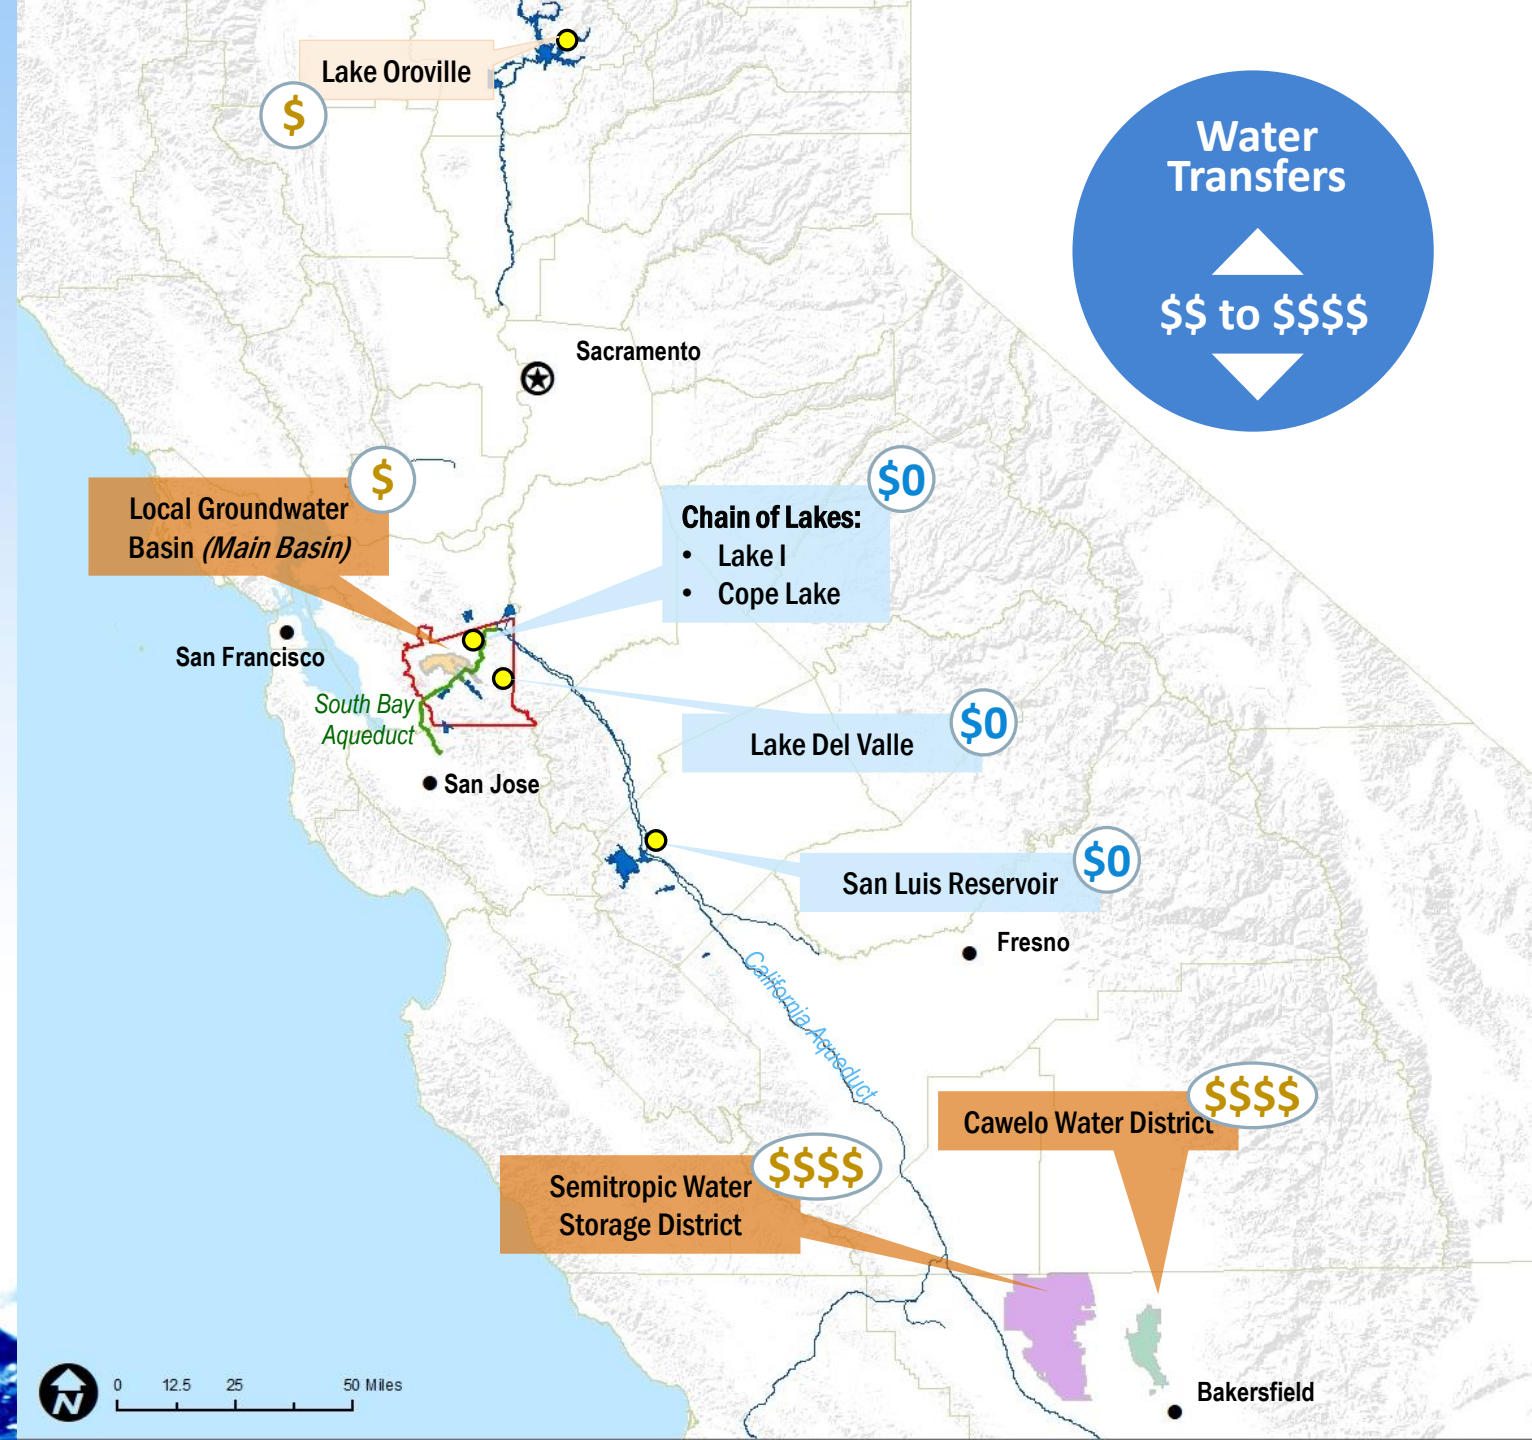 Lake Oroville
$
Water
Transfers
$$ to $$$$
Sacramento
$
Local Groundwater
Basin (Main Basin)
$0
Chain of Lakes:
• Lake I
• Cope Lake
San Francisco
South Bay
Aqueduct
$0
Lake Del Valle
San Jose
$0
San Luis Reservoir
Fresno
California Aqueduct
$$$$
Cawelo Water District
$$$$
Semitropic Water
Storage District
N
0 12.5 25 50 Miles
Bakersfield